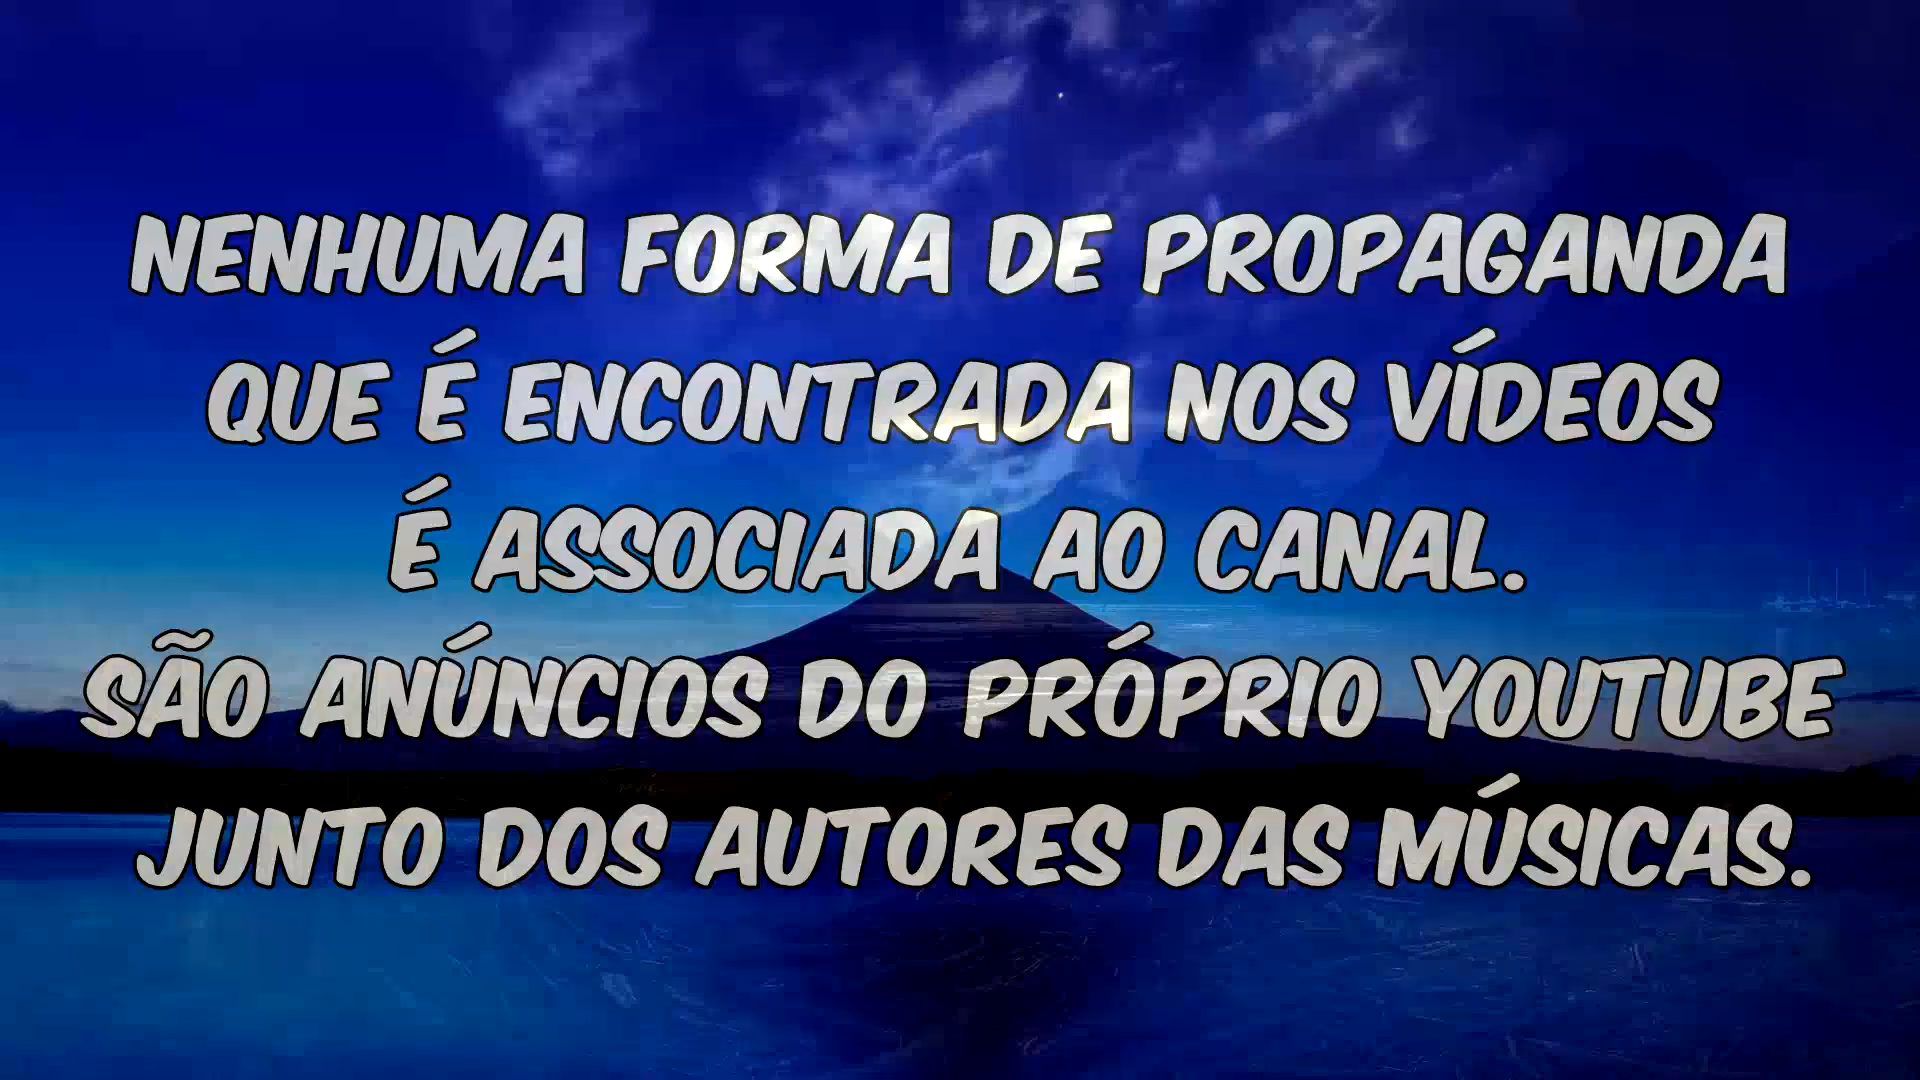 NENHUMA FORMA DE PROPAGANDA
QUE É ENCONTRADA NOS VÍDEOS
É ASSOCIADA AO CANAL.
SÃO ANÚNCIOS DO PRÓPRIO YOUTUBE
JUNTO DOS AUTORES DAS MÚSICAS.